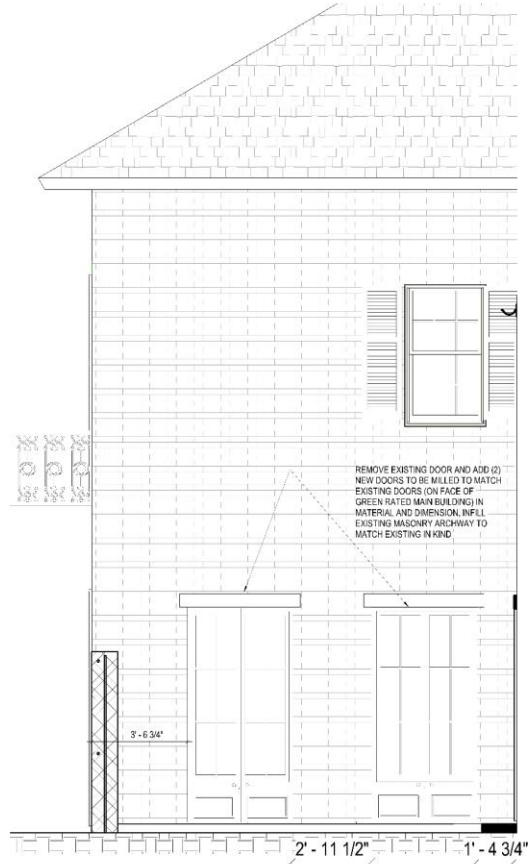 REMOVE EXISTING DOOR AND ADD (2)
NEW DOORS TO BE MILLED TO MATCH
EXISTING DOORS (ON FACE OF
GREEN RATED MAIN BUILDING) IN
MATERIAL AND DIMENSION, INFILL
EXISTING MASONRY ARCHWAY TO
MATCH EXISTING IN KIND
3' - 6 3/4"
2' - 11 1/2"
1' - 4 3/4"